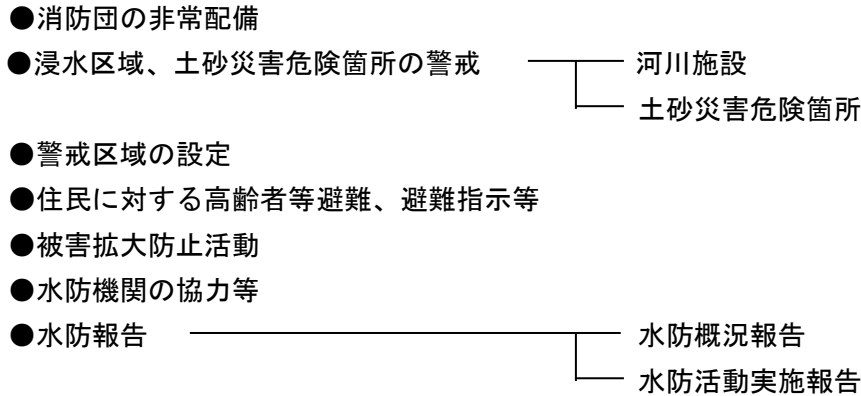 ●消防団の非常配備
●浸水区域、土砂災害危険箇所の警戒 河川施設
土砂災害危険箇所
●警戒区域の設定
●住民に対する高齢者等避難、避難指示等
●被害拡大防止活動
●水防機関の協力等
●水防報告 水防概況報告
水防活動実施報告